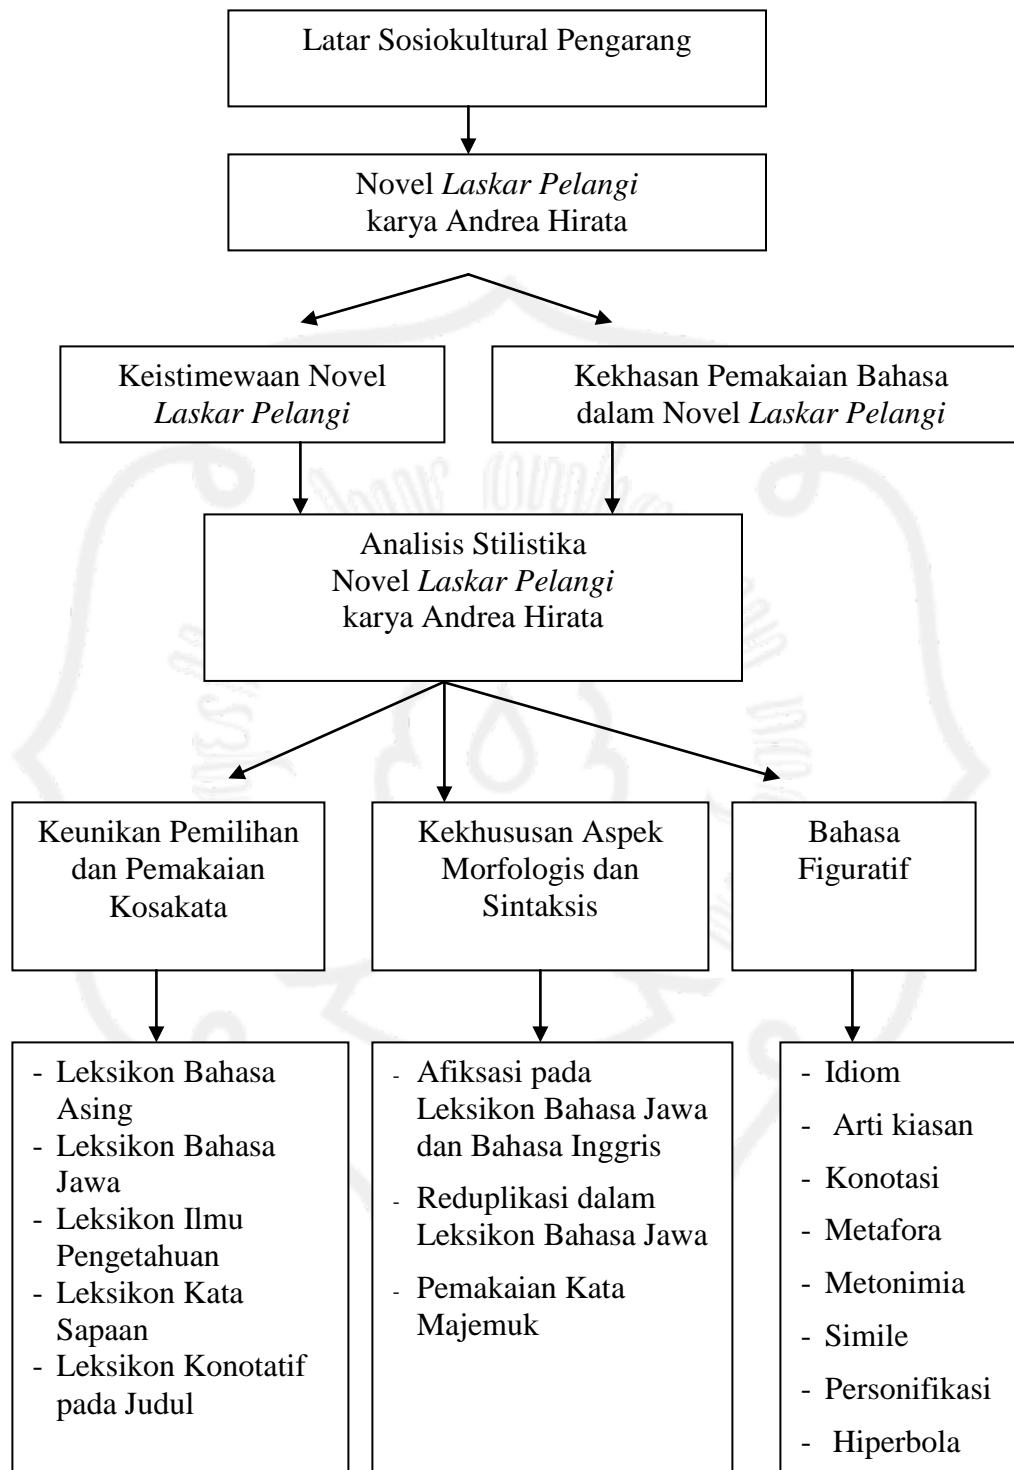 Latar Sosiokultural Pengarang
Novel Laskar Pelangi
karya Andrea Hirata
Keistimewaan Novel
Laskar Pelangi
Kekhasan Pemakaian Bahasa
dalam Novel Laskar Pelangi
Analisis Stilistika
Novel Laskar Pelangi
karya Andrea Hirata
Keunikan Pemilihan
dan Pemakaian
Kosakata
Kekhususan Aspek
Morfologis dan
Sintaksis
Bahasa
Figuratif
- Leksikon Bahasa
Asing
- Leksikon Bahasa
Jawa
- Leksikon Ilmu
Pengetahuan
- Leksikon Kata
Sapaan
- Leksikon Konotatif
pada Judul
- Afiksasi pada
Leksikon Bahasa Jawa
dan Bahasa Inggris
- Reduplikasi dalam
Leksikon Bahasa Jawa
- Pemakaian Kata
Majemuk
- Idiom
- Arti kiasan
- Konotasi
- Metafora
- Metonimia
- Simile
- Personifikasi
- Hiperbola